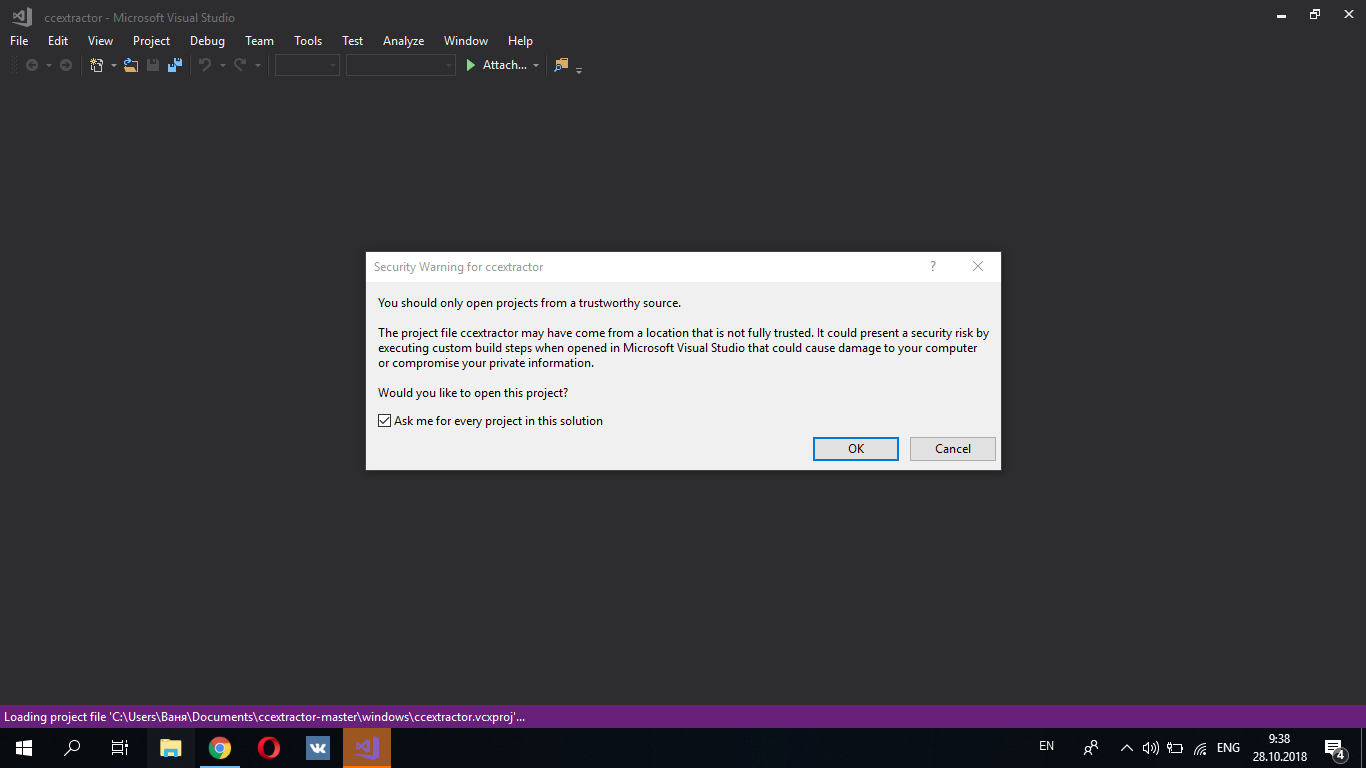 ccextractor - Microsoft Visual Studio
File Edit View Project Debug Team Tools Test Analyze Window Help
Attach...
Security Warning for ccextractor
?
You should only open projects from a trustworthy source.
The project file ccextractor may have come from a location that is not fully trusted. It could present a security risk by
executing custom build steps when opened in Microsoft Visual Studio that could cause damage to your computer
or compromise your private information.
Would you like to open this project?
Ask me for every project in this solution
OK Cancel
Loading project file 'C:\Users\Ваня\Documents\ccextractor-master\windows\ccextractor.vcxproj'...
EN ENG
9:38
28.10.2018
4